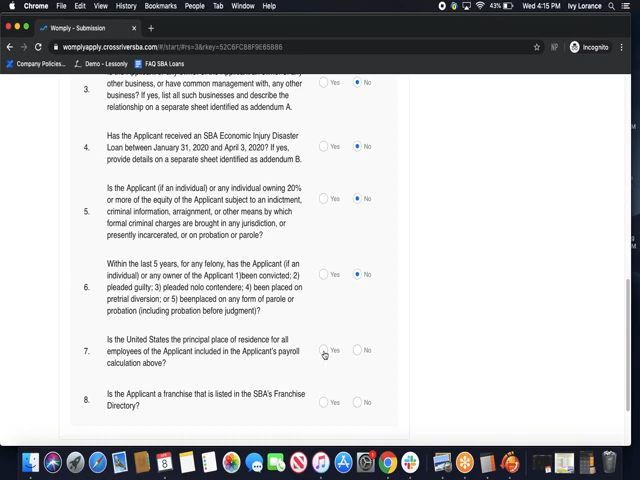 Chrome File Edit View History Bookmarks People Tab Window Help 43% Wed 4:15 PM Ivy Lorance
Womply - Submission
womplyapply.crossriversba.com/#/start/#rs=3&rkey=52C6FC88F9E65B86
NP Incognito
Company Policies... Demo - Lessonly FAQ SBA Loans
other business, or have common management with, any other
3. business? If yes, list all such businesses and describe the Yes No
relationship on a separate sheet identified as addendum A.
Has the Applicant received an SBA Economic Injury Disaster
4. Loan between January 31, 2020 and April 3, 2020? If yes, Yes No
provide details on a separate sheet identified as addendum B.
Is the Applicant (if an individual) or any individual owning 20%
or more of the equity of the Applicant subject to an indictment, Yes No
5. criminal information, arraignment, or other means by which
formal criminal charges are brought in any jurisdiction, or
presently incarcerated, or on probation or parole?
Within the last 5 years, for any felony, has the Applicant (if an
individual) or any owner of the Applicant 1)been convicted; 2) Yes No
6. pleaded guilty; 3) pleaded nolo contendere; 4) been placed on
pretrial diversion; or 5) beenplaced on any form of parole or
probation (including probation before judgment)?
Is the United States the principal place of residence for all
7. employees of the Applicant included in the Applicant's payroll Yes No
calculation above?
8. Is the Applicant a franchise that is listed in the SBA's Franchise Yes No
Directory?